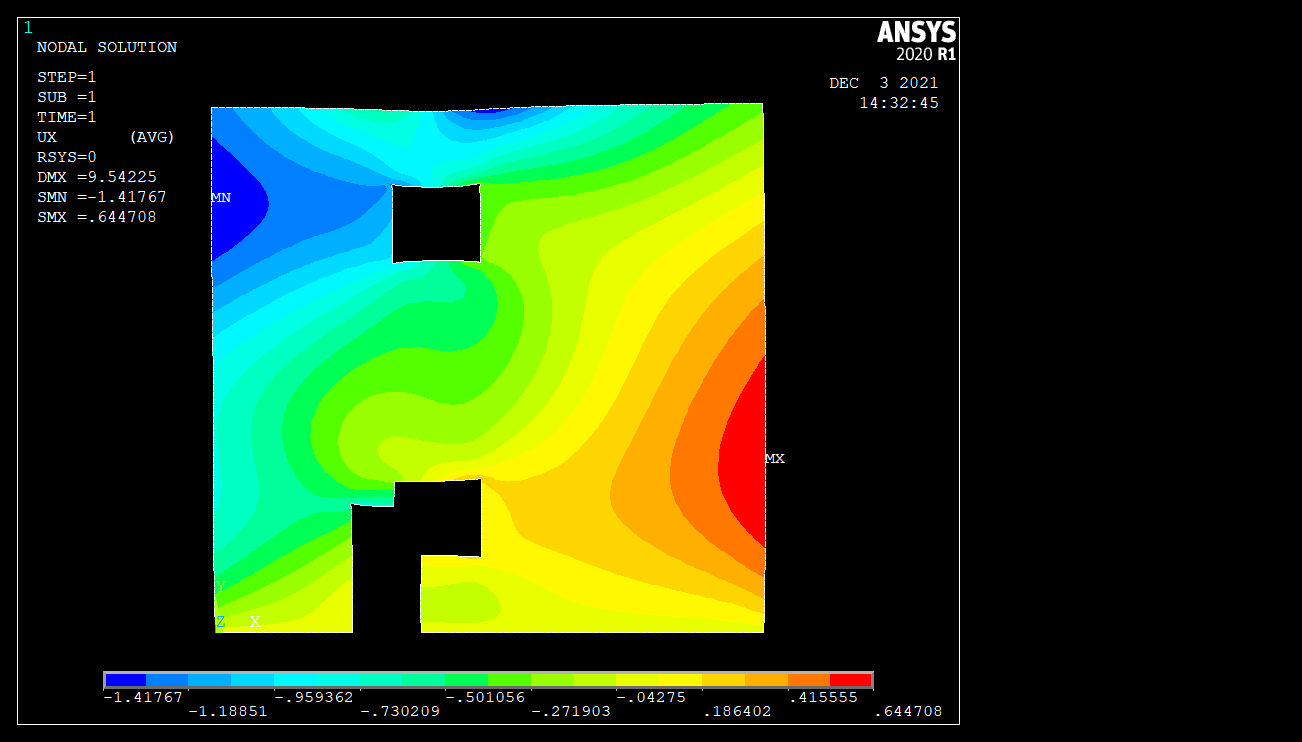 1
ANSYS
2020 R1
NODAL SOLUTION
STEP=1
SUB =1
TIME=1
UX (AVG)
RSYS=0
DMX =9.54225
SMN =-1.41767
SMX =.644708
DEC 3 2021
14:32:45
MN
MX
Y
Z X
-1.41767 -.959362 -.501056 -.04275 .415555
-1.18851 -.730209 -.271903 .186402 .644708